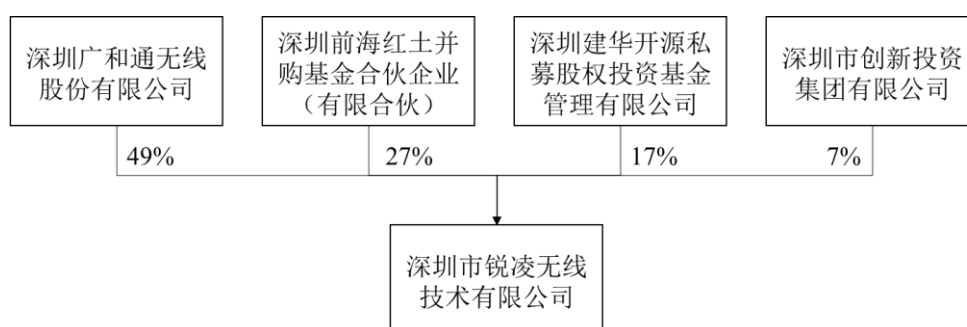 深圳广和通无线
股份有限公司
深圳前海红土并
购基金合伙企业
（有限合伙）
深圳建华开源私
募股权投资基金
管理有限公司
深圳市创新投资
集团有限公司
49%
27%
17%
7%
深圳市锐凌无线
技术有限公司